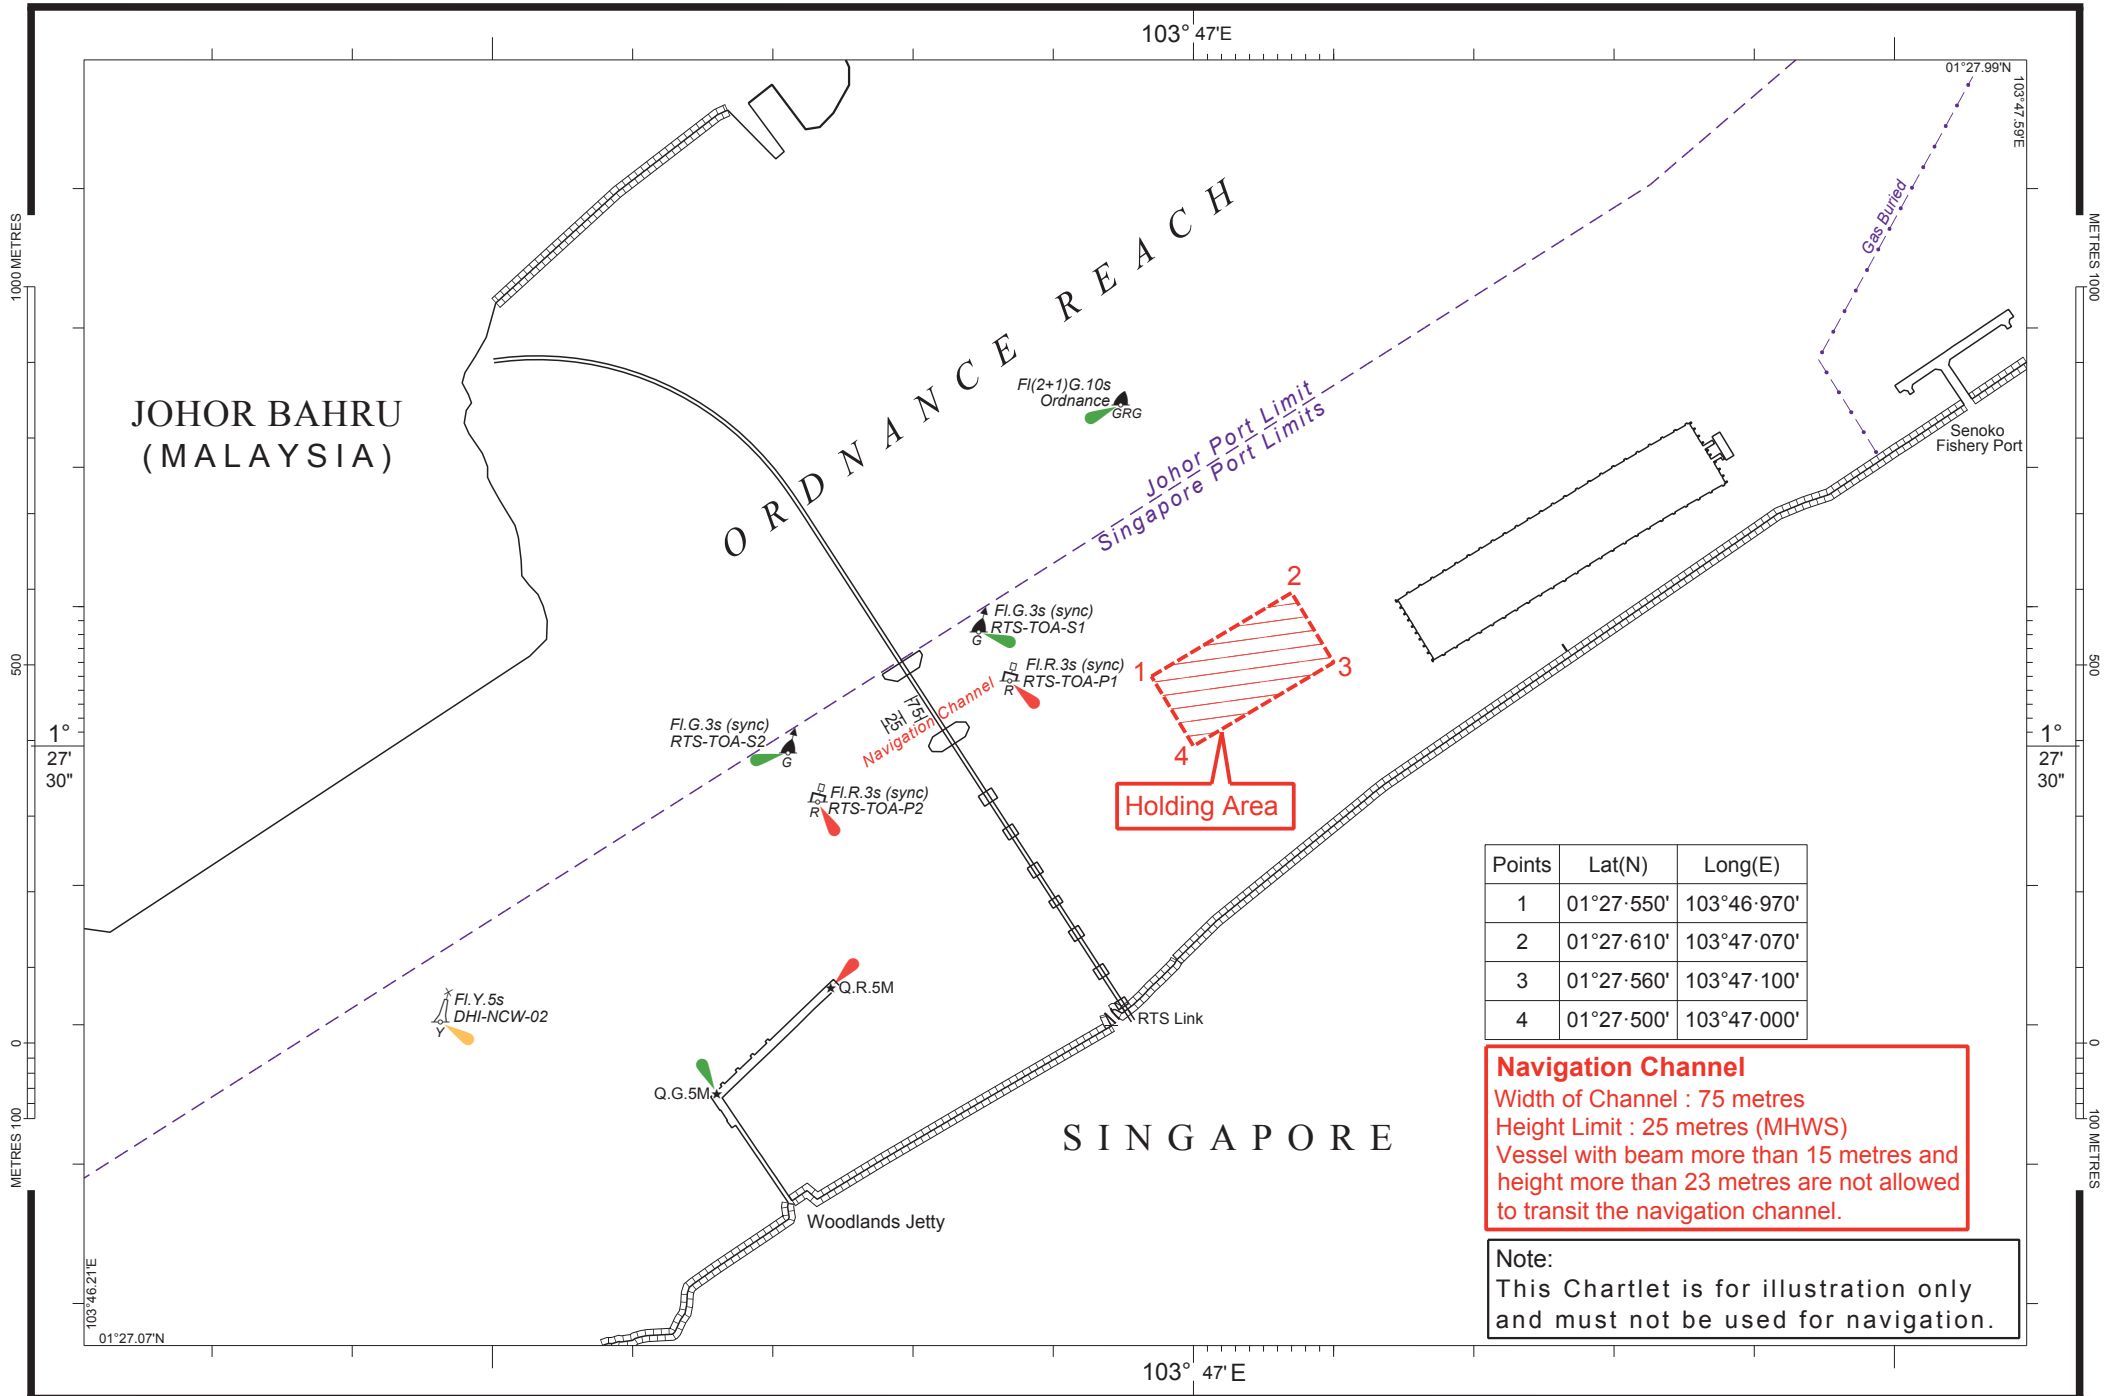 103° 47'E
01°27.99'N
103°47.59'E
1000 METRES
METRES 1000
Gas Buried
ORDNANCE REACH
JOHOR BAHRU
(MALAYSIA)
Fl(2+1)G.10s
Ordnance
GRG
Johor Port Limit
Singapore Port Limits
Senoko
Fishery Port
2
Fl.G.3s (sync)
RTS-TOA-S1
G
500
500
Fl.R.3s (sync)
RTS-TOA-P1
R
1
3
Navigation Channel
75
25
Fl.G.3s (sync)
RTS-TOA-S2
G
4
1°
27'
30"
1°
27'
30"
Fl.R.3s (sync)
RTS-TOA-P2
R
Holding Area
Points Lat(N) Long(E)
1 01°27·550' 103°46·970'
2 01°27·610' 103°47·070'
3 01°27·560' 103°47·100'
4 01°27·500' 103°47·000'
Q.R.5M
Fl.Y.5s
DHI-NCW-02
Y
RTS Link
0
0
Q.G.5M
METRES 100
100 METRES
Navigation Channel
Width of Channel : 75 metres
Height Limit : 25 metres (MHWS)
Vessel with beam more than 15 metres and
height more than 23 metres are not allowed
to transit the navigation channel.
SINGAPORE
Woodlands Jetty
Note:
This Chartlet is for illustration only
and must not be used for navigation.
103°46.21'E
01°27.07'N
103° 47'E